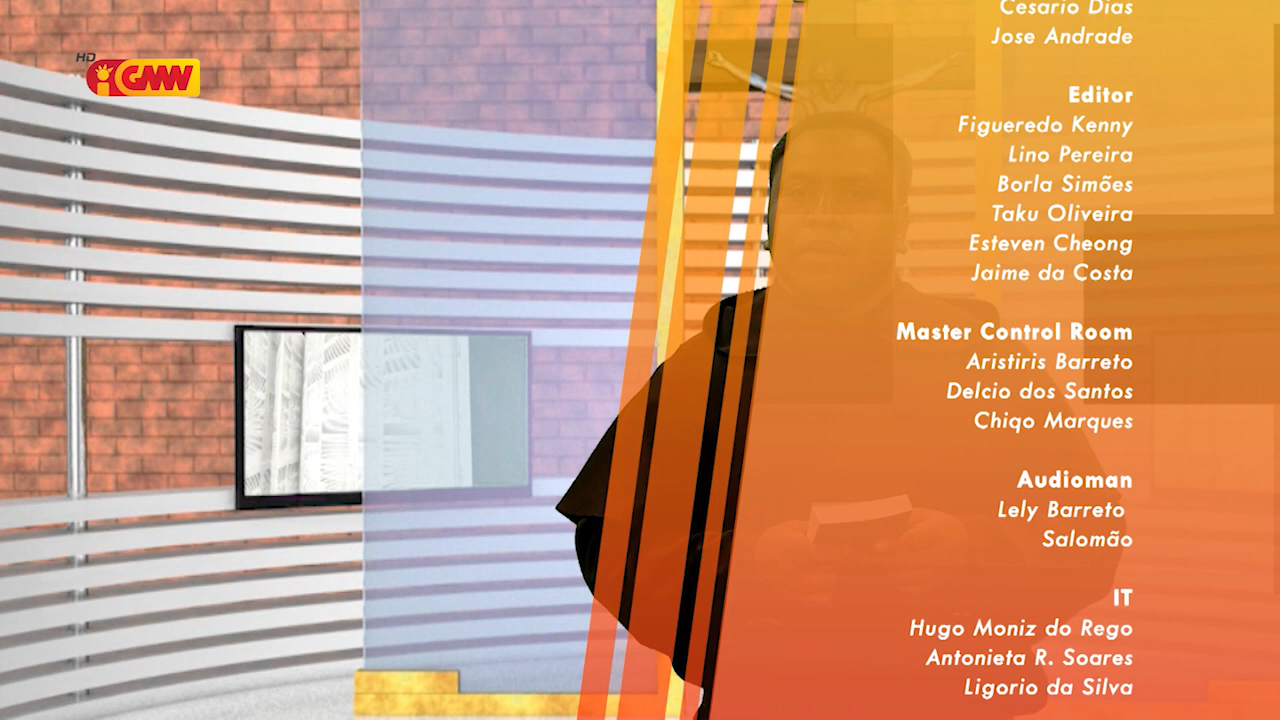 HD
GMN
Cesario Dias
Jose Andrade
Editor
Figueredo Kenny
Lino Pereira
Borla Simões
Taku Oliveira
Esteven Cheong
Jaime da Costa
Master Control Room
Aristiris Barreto
Delcio dos Santos
Chiqo Marques
Audioman
Lely Barreto
Salomão
IT
Hugo Moniz do Rego
Antonieta R. Soares
Ligorio da Silva